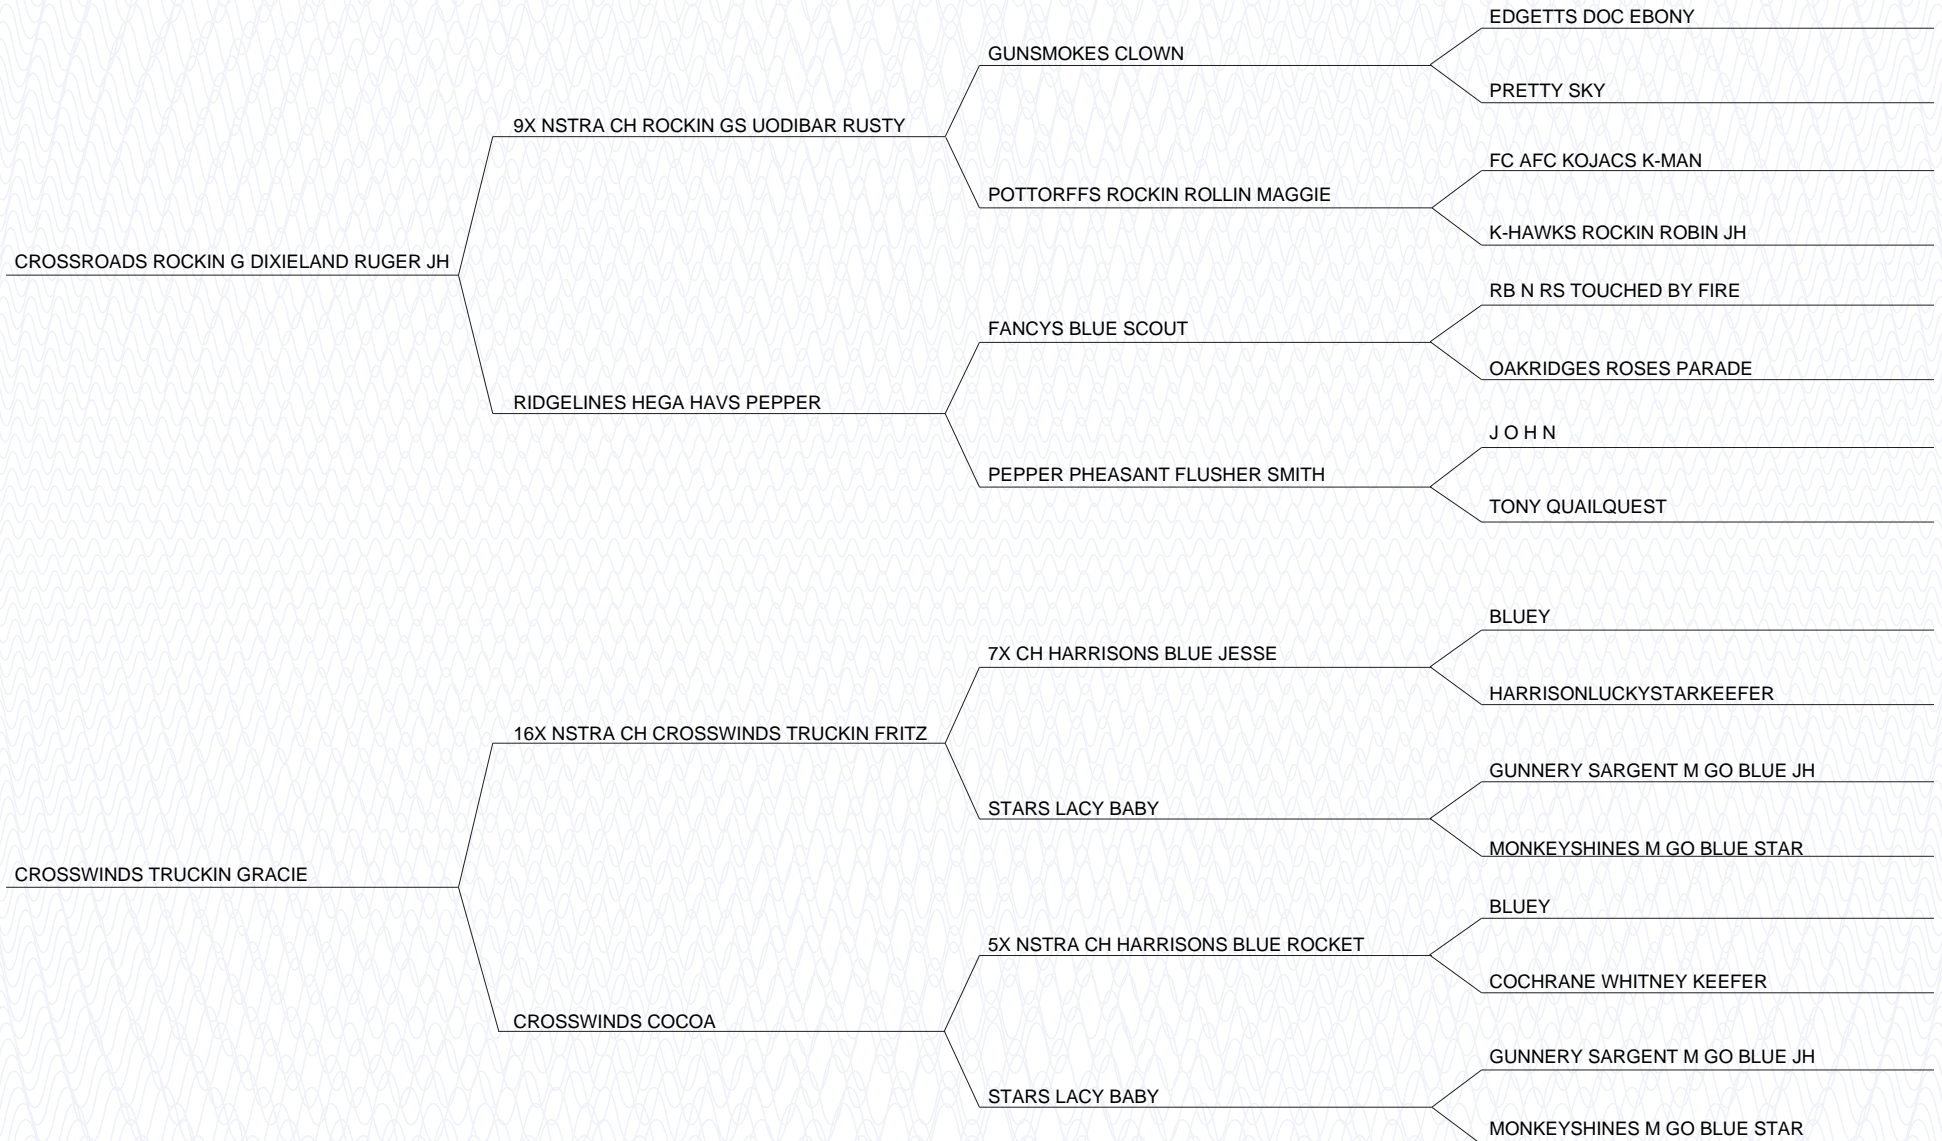 EDGETTS DOC EBONY
GUNSMOKES CLOWN
PRETTY SKY
9X NSTRA CH ROCKIN GS UODIBAR RUSTY
FC AFC KOJACS K-MAN
POTTORFFS ROCKIN ROLLIN MAGGIE
K-HAWKS ROCKIN ROBIN JH
CROSSROADS ROCKIN G DIXIELAND RUGER JH
RB N RS TOUCHED BY FIRE
FANCYS BLUE SCOUT
OAKRIDGES ROSES PARADE
RIDGELINES HEGA HAVS PEPPER
J O H N
PEPPER PHEASANT FLUSHER SMITH
TONY QUAILQUEST
BLUEY
7X CH HARRISONS BLUE JESSE
HARRISONLUCKYSTARKEEFER
16X NSTRA CH CROSSWINDS TRUCKIN FRITZ
GUNNERY SARGENT M GO BLUE JH
STARS LACY BABY
MONKEYSHINES M GO BLUE STAR
CROSSWINDS TRUCKIN GRACIE
BLUEY
5X NSTRA CH HARRISONS BLUE ROCKET
COCHRANE WHITNEY KEEFER
CROSSWINDS COCOA
GUNNERY SARGENT M GO BLUE JH
STARS LACY BABY
MONKEYSHINES M GO BLUE STAR